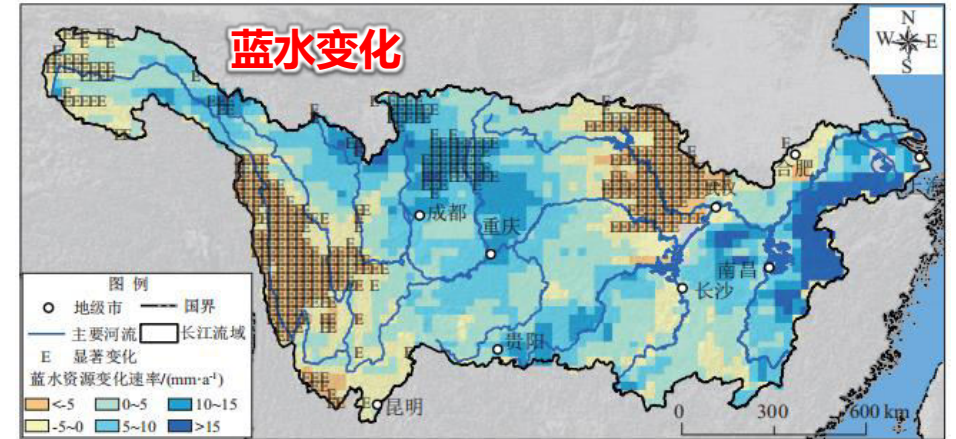 蓝水变化
N
W E
S
E
合肥
武汉
成都
重庆
南昌
长沙
贵阳
昆明
图 例
地级市 国界
主要河流 长江流域
E 显著变化
蓝水资源变化速率/(mm·a⁻¹)
<-5 0~5 10~15
-5~0 5~10 >15
0 300 600 km